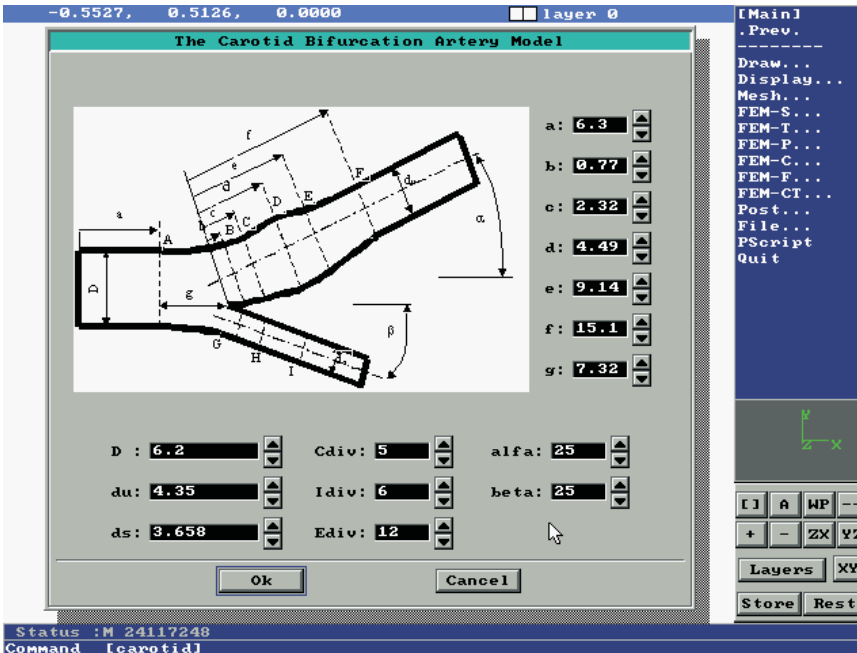 -0.5527, 0.5126, 0.0000 layer 0
The Carotid Bifurcation Artery Model
f
e
d
c
b
a
A
B
C
D
E
F
α
g
D
β
G
H
I
a: 6.3
b: 0.77
c: 2.32
d: 4.49
e: 9.14
f: 15.1
g: 7.32
D : 6.2 Cdiv: 5 alfa: 25
du: 4.35 Idiv: 6 beta: 25
ds: 3.658 Ediv: 12
Ok Cancel
[Main]
.Prev.
--------
Draw...
Display...
Mesh...
FEM-S...
FEM-T...
FEM-P...
FEM-C...
FEM-F...
FEM-CT...
Post...
File...
PScript
Quit
Y
Z X
[] A WP --
+ - ZX YZ
Layers XY
Store Rest
Status :M 24117248
Command [carotid]